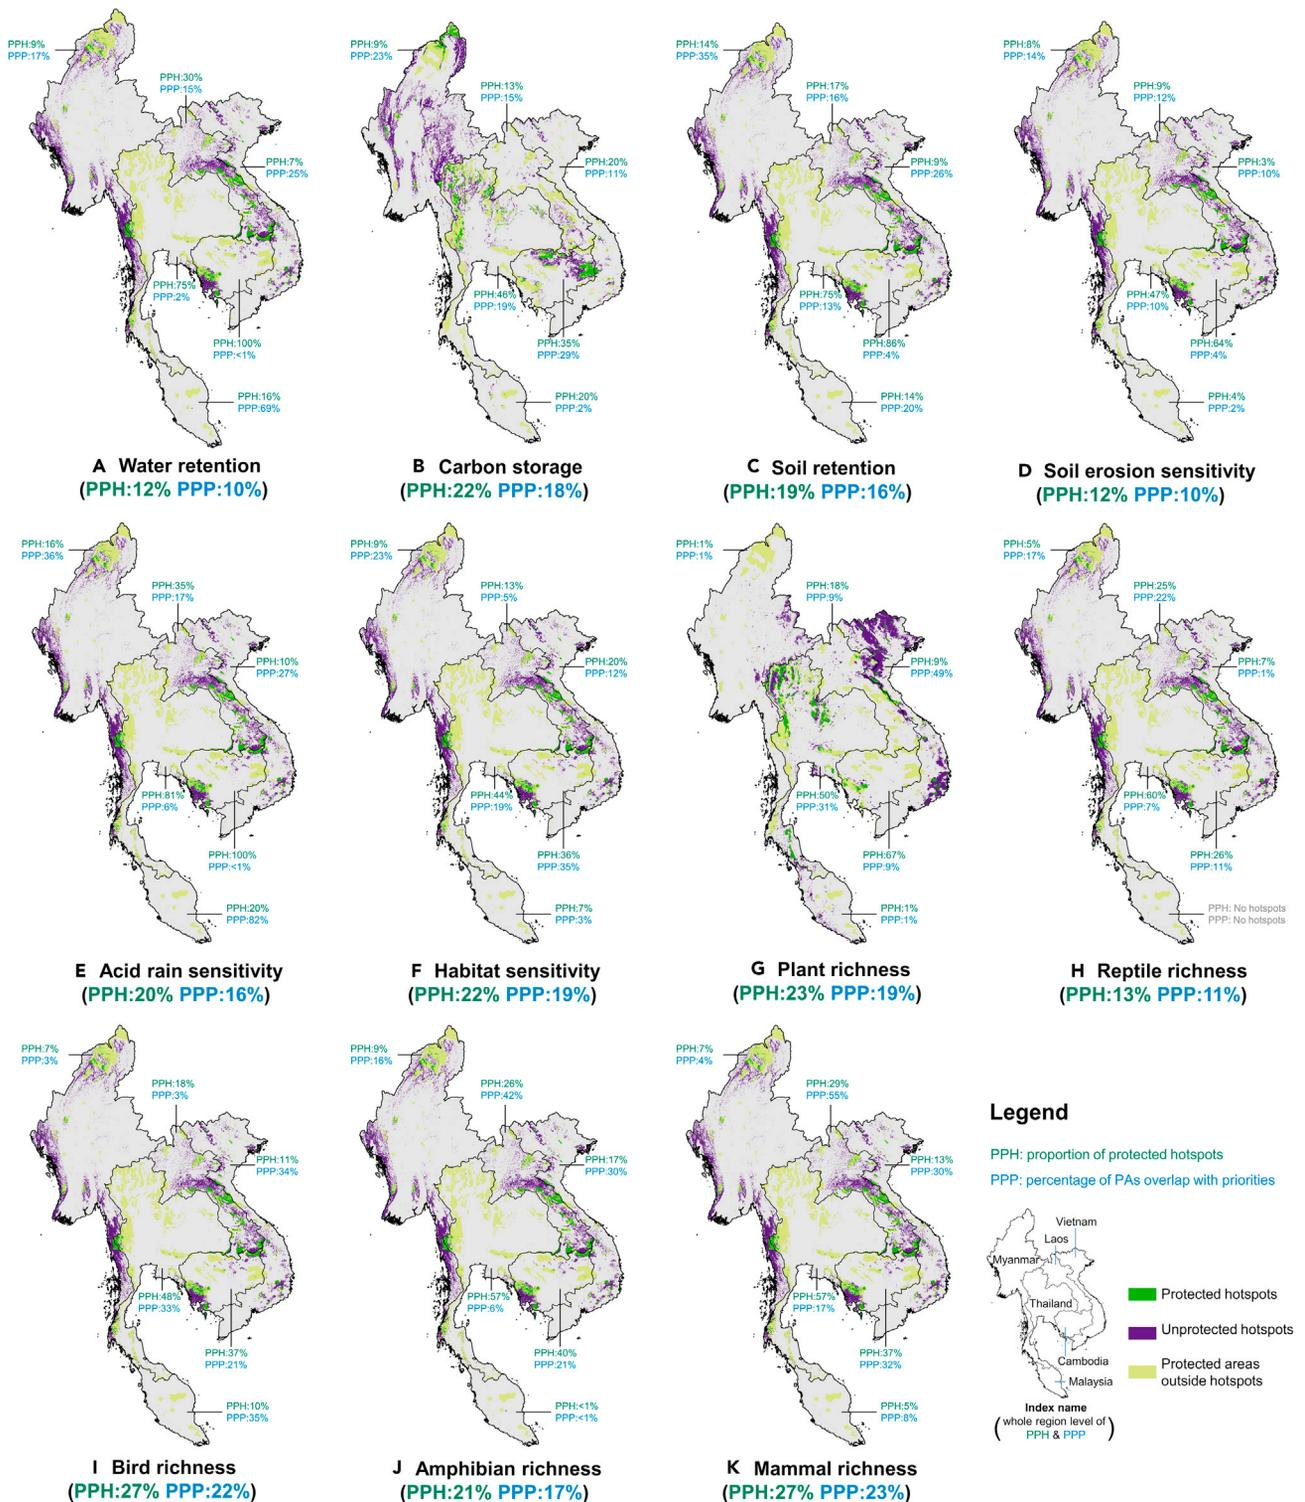 PPH:9%
PPP:17%
PPH:30%
PPP:15%
PPH:7%
PPP:25%
PPH:75%
PPP:2%
PPH:100%
PPP:<1%
PPH:16%
PPP:69%
A Water retention
(PPH:12% PPP:10%)
PPH:9%
PPP:23%
PPH:13%
PPP:15%
PPH:20%
PPP:11%
PPH:46%
PPP:19%
PPH:35%
PPP:29%
PPH:20%
PPP:2%
B Carbon storage
(PPH:22% PPP:18%)
PPH:14%
PPP:35%
PPH:17%
PPP:16%
PPH:9%
PPP:26%
PPH:75%
PPP:13%
PPH:86%
PPP:4%
PPH:14%
PPP:20%
C Soil retention
(PPH:19% PPP:16%)
PPH:8%
PPP:14%
PPH:9%
PPP:12%
PPH:3%
PPP:10%
PPH:47%
PPP:10%
PPH:64%
PPP:4%
PPH:4%
PPP:2%
D Soil erosion sensitivity
(PPH:12% PPP:10%)
PPH:16%
PPP:36%
PPH:35%
PPP:17%
PPH:10%
PPP:27%
PPH:81%
PPP:6%
PPH:100%
PPP:<1%
PPH:20%
PPP:82%
E Acid rain sensitivity
(PPH:20% PPP:16%)
PPH:9%
PPP:23%
PPH:13%
PPP:5%
PPH:20%
PPP:12%
PPH:44%
PPP:19%
PPH:36%
PPP:35%
PPH:7%
PPP:3%
F Habitat sensitivity
(PPH:22% PPP:19%)
PPH:1%
PPP:1%
PPH:18%
PPP:9%
PPH:9%
PPP:49%
PPH:50%
PPP:31%
PPH:67%
PPP:9%
PPH:1%
PPP:1%
G Plant richness
(PPH:23% PPP:19%)
PPH:5%
PPP:17%
PPH:25%
PPP:22%
PPH:7%
PPP:1%
PPH:60%
PPP:7%
PPH:26%
PPP:11%
PPH: No hotspots
PPP: No hotspots
H Reptile richness
(PPH:13% PPP:11%)
PPH:7%
PPP:3%
PPH:18%
PPP:3%
PPH:11%
PPP:34%
PPH:48%
PPP:33%
PPH:37%
PPP:21%
PPH:10%
PPP:35%
I Bird richness
(PPH:27% PPP:22%)
PPH:9%
PPP:16%
PPH:26%
PPP:42%
PPH:17%
PPP:30%
PPH:57%
PPP:6%
PPH:40%
PPP:21%
PPH:<1%
PPP:<1%
J Amphibian richness
(PPH:21% PPP:17%)
PPH:7%
PPP:4%
PPH:29%
PPP:55%
PPH:13%
PPP:30%
PPH:57%
PPP:17%
PPH:37%
PPP:32%
PPH:5%
PPP:8%
K Mammal richness
(PPH:27% PPP:23%)
Legend
PPH: proportion of protected hotspots
PPP: percentage of PAs overlap with priorities
Vietnam
Laos
Myanmar
Thailand
Cambodia
Malaysia
Index name
(whole region level of
PPH & PPP)
Protected hotspots
Unprotected hotspots
Protected areas
outside hotspots